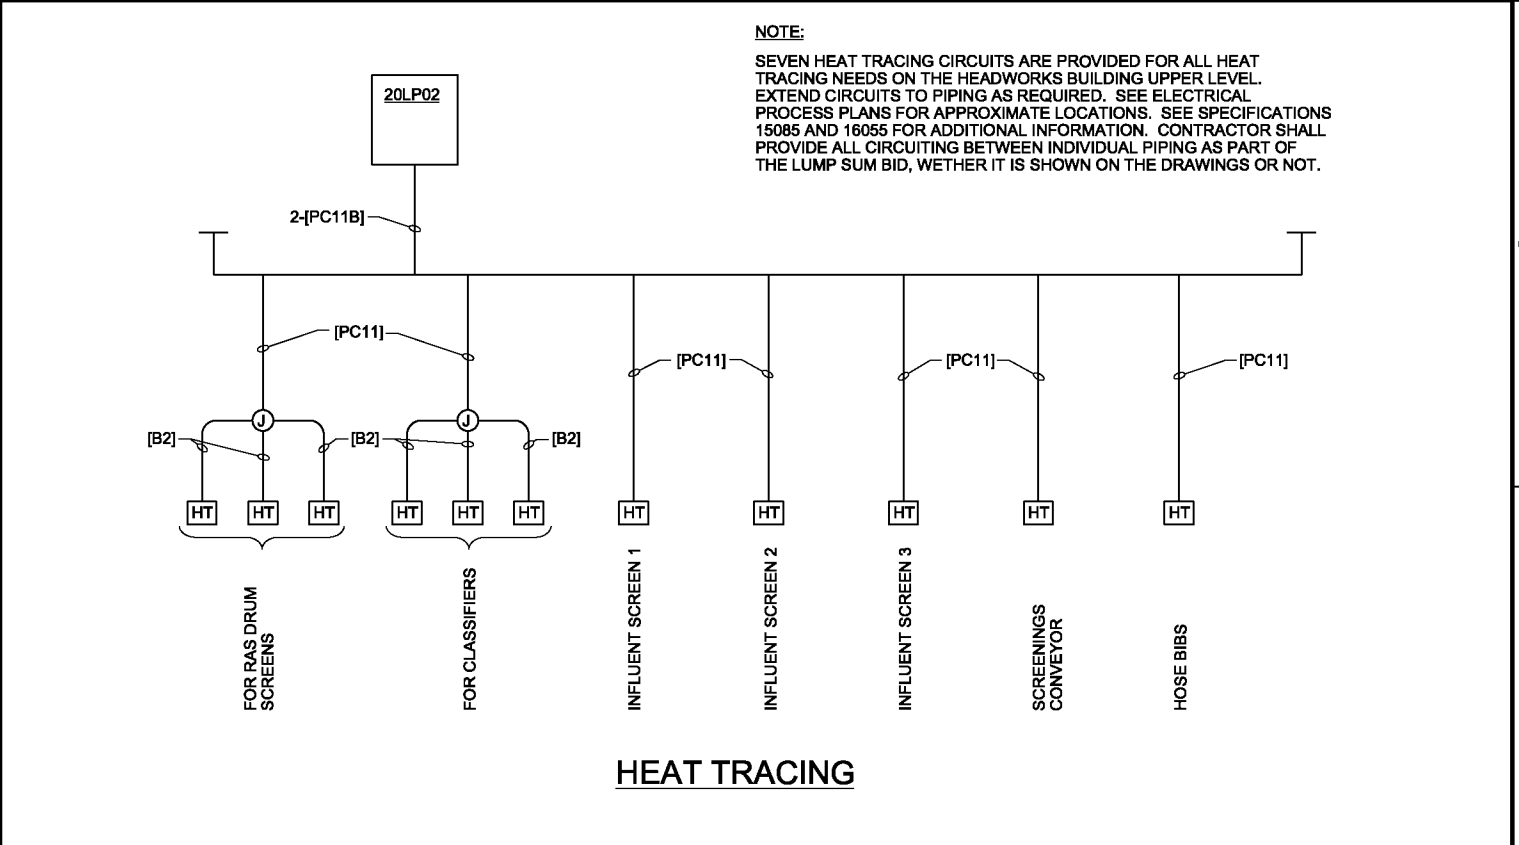 NOTE:
SEVEN HEAT TRACING CIRCUITS ARE PROVIDED FOR ALL HEAT
TRACING NEEDS ON THE HEADWORKS BUILDING UPPER LEVEL.
EXTEND CIRCUITS TO PIPING AS REQUIRED.  SEE ELECTRICAL
PROCESS PLANS FOR APPROXIMATE LOCATIONS.  SEE SPECIFICATIONS
15085 AND 16055 FOR ADDITIONAL INFORMATION.  CONTRACTOR SHALL
PROVIDE ALL CIRCUITING BETWEEN INDIVIDUAL PIPING AS PART OF
THE LUMP SUM BID, WETHER IT IS SHOWN ON THE DRAWINGS OR NOT.
20LP02
2-[PC11B]
[PC11]
[PC11]
[PC11]
[PC11]
J
J
[B2]
[B2]
[B2]
HT
HT
HT
HT
HT
HT
HT
HT
HT
HT
HT
FOR RAS DRUM
SCREENS
FOR CLASSIFIERS
INFLUENT SCREEN 1
INFLUENT SCREEN 2
INFLUENT SCREEN 3
SCREENINGS
CONVEYOR
HOSE BIBS
HEAT TRACING